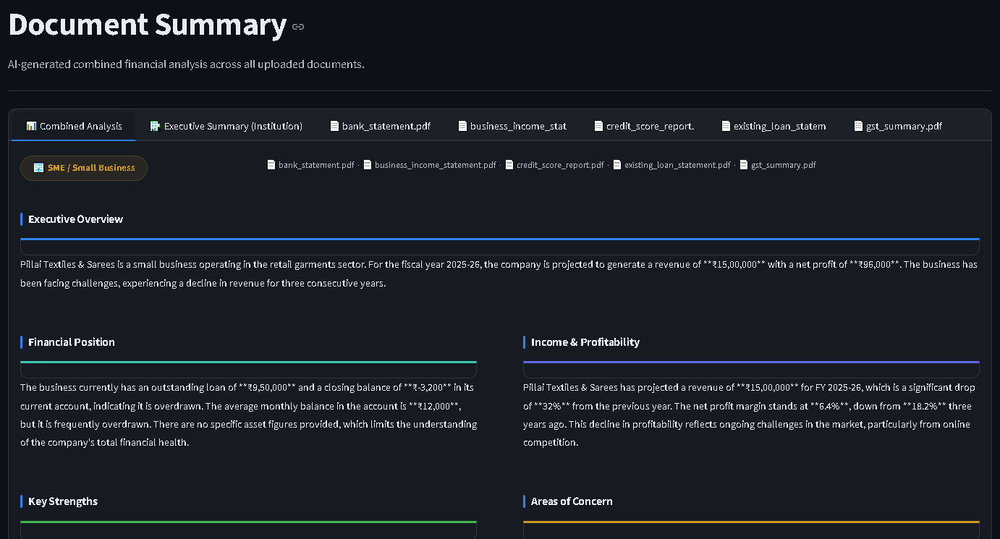 Document Summary
AI-generated combined financial analysis across all uploaded documents.
Combined Analysis
Executive Summary (Institution)
bank_statement.pdf
business_income_stat
credit_score_report.
existing_loan_statem
gst_summary.pdf
SME / Small Business
bank_statement.pdf · business_income_statement.pdf · credit_score_report.pdf · existing_loan_statement.pdf · gst_summary.pdf
Executive Overview
Pillai Textiles & Sarees is a small business operating in the retail garments sector. For the fiscal year 2025-26, the company is projected to generate a revenue of **₹15,00,000** with a net profit of **₹96,000**. The business has
been facing challenges, experiencing a decline in revenue for three consecutive years.
Financial Position
The business currently has an outstanding loan of **₹9,50,000** and a closing balance of **₹-3,200** in its
current account, indicating it is overdrawn. The average monthly balance in the account is **₹12,000**,
but it is frequently overdrawn. There are no specific asset figures provided, which limits the understanding
of the company's total financial health.
Income & Profitability
Pillai Textiles & Sarees has projected a revenue of **₹15,00,000** for FY 2025-26, which is a significant drop
of **32%** from the previous year. The net profit margin stands at **6.4%**, down from **18.2%** three
years ago. This decline in profitability reflects ongoing challenges in the market, particularly from online
competition.
Key Strengths
Areas of Concern